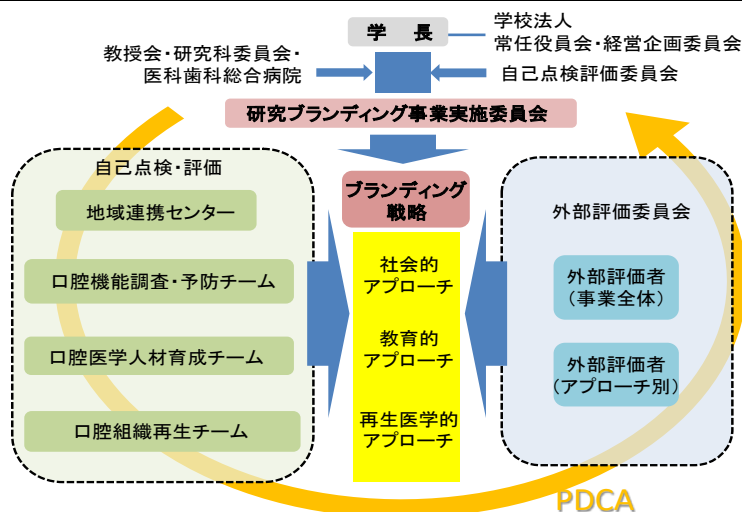 学　長
学校法人
常任役員会・経営企画委員会
教授会・研究科委員会・
医科歯科総合病院
自己点検評価委員会
研究ブランディング事業実施委員会
自己点検・評価
地域連携センター
口腔機能調査・予防チーム
口腔医学人材育成チーム
口腔組織再生チーム
ブランディング
戦略
社会的
アプローチ
教育的
アプローチ
再生医学的
アプローチ
外部評価委員会
外部評価者
（事業全体）
外部評価者
（アプローチ別）
PDCA